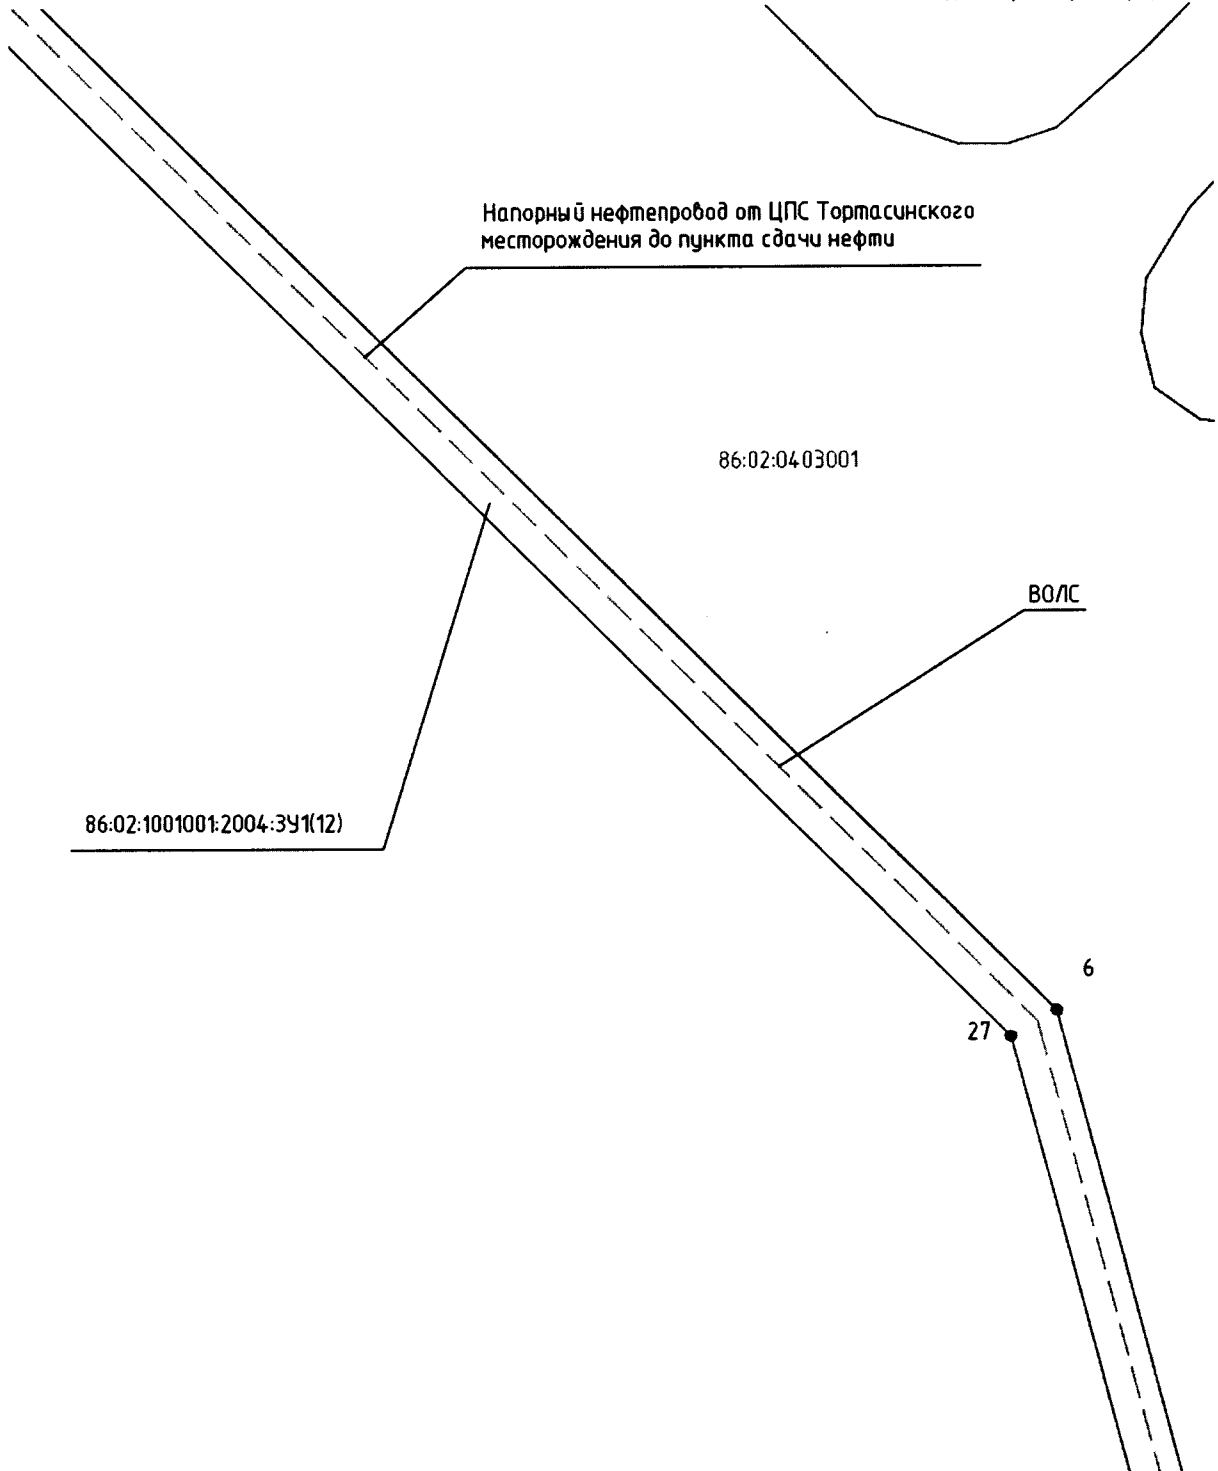 Напорный нефтепровод от ЦПС Тортасинского
месторождения до пункта сдачи нефти
86:02:0403001
ВОЛС
86:02:1001001:2004:ЗУ1(12)
6
27